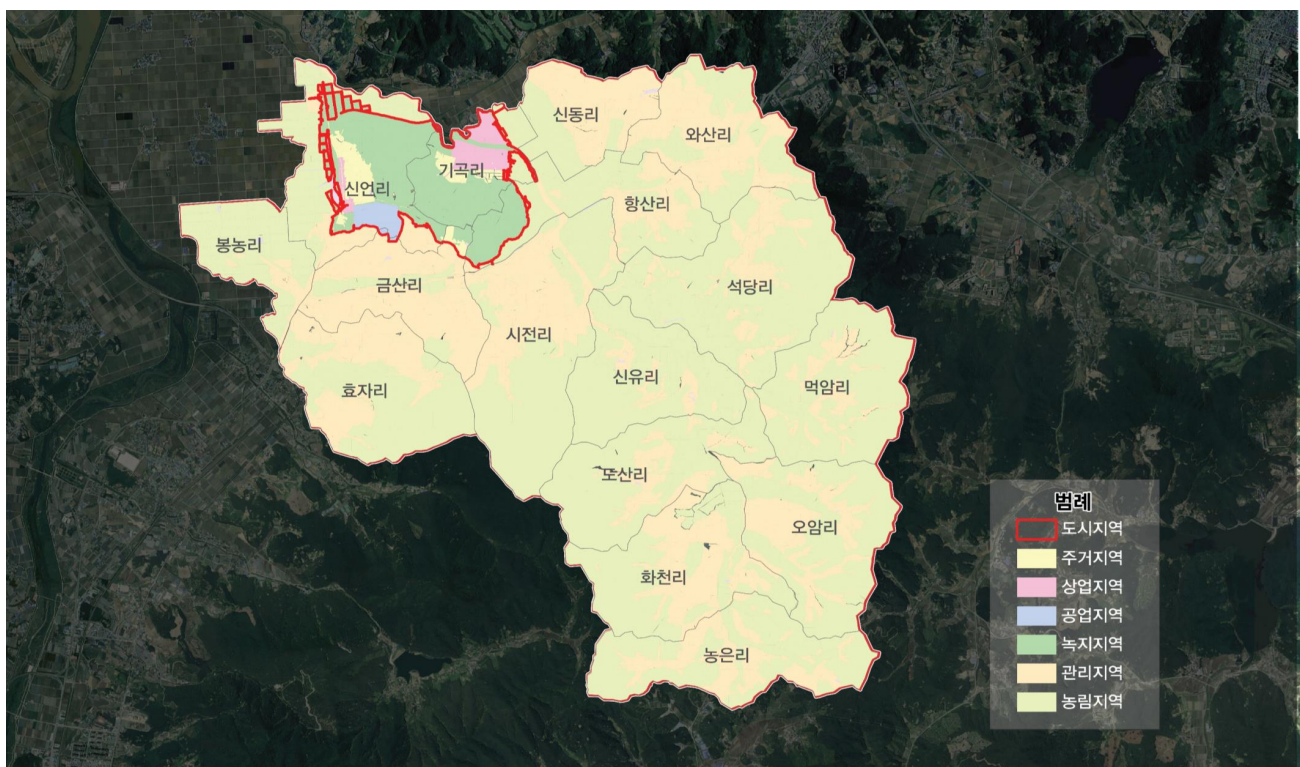 신동리
와산리
기곡리
신언리
항산리
봉농리
금산리
석당리
시전리
신유리
먹암리
효자리
도산리
오암리
화천리
농은리
범례
도시지역
주거지역
상업지역
공업지역
녹지지역
관리지역
농림지역